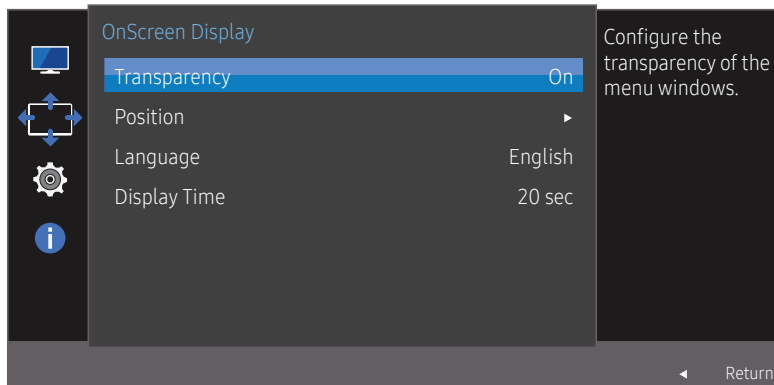 OnScreen Display
Transparency On
Position ▸
Language English
Display Time 20 sec
Configure the
transparency of the
menu windows.
◂ Return